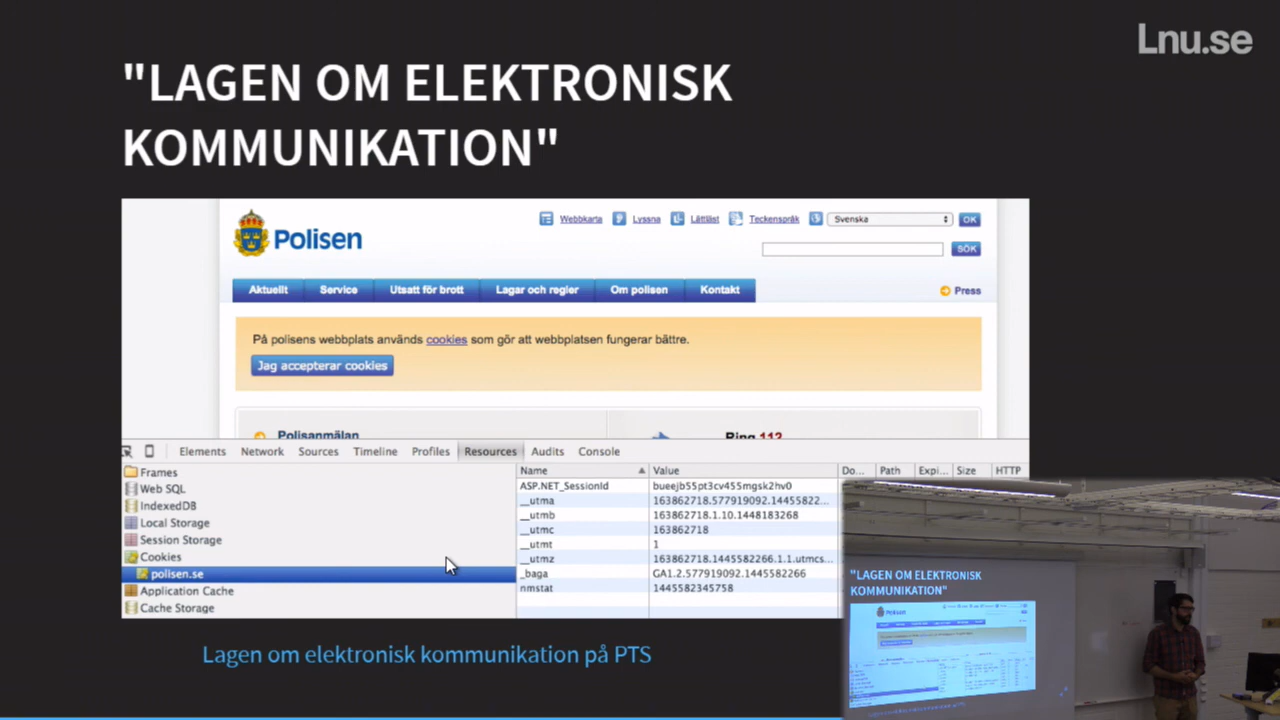 Lnu.se
"LAGEN OM ELEKTRONISK
KOMMUNIKATION"
Polisen
Webbkarta Lyssna Lättläst Teckenspråk Svenska OK
SÖK
Aktuellt Service Utsatt för brott Lagar och regler Om polisen Kontakt
Press
På polisens webbplats används cookies som gör att webbplatsen fungerar bättre.
Jag accepterar cookies
Polisanmälan Ring 112
Elements Network Sources Timeline Profiles Resources Audits Console
Frames
Web SQL
IndexedDB
Local Storage
Session Storage
Cookies
polisen.se
Application Cache
Cache Storage
Name Value Do... Path Expi... Size HTTP
ASP.NET_SessionId bueejb55pt3cv455mgsk2hv0
__utma 163862718.577919092.14455822...
__utmb 163862718.1.10.1448183268
__utmc 163862718
__utmt 1
__utmz 163862718.1445582266.1.1.utmcs...
_baga GA1.2.577919092.1445582266
nmstat 1445582345758
Lagen om elektronisk kommunikation på PTS
"LAGEN OM ELEKTRONISK
KOMMUNIKATION"
Polisen